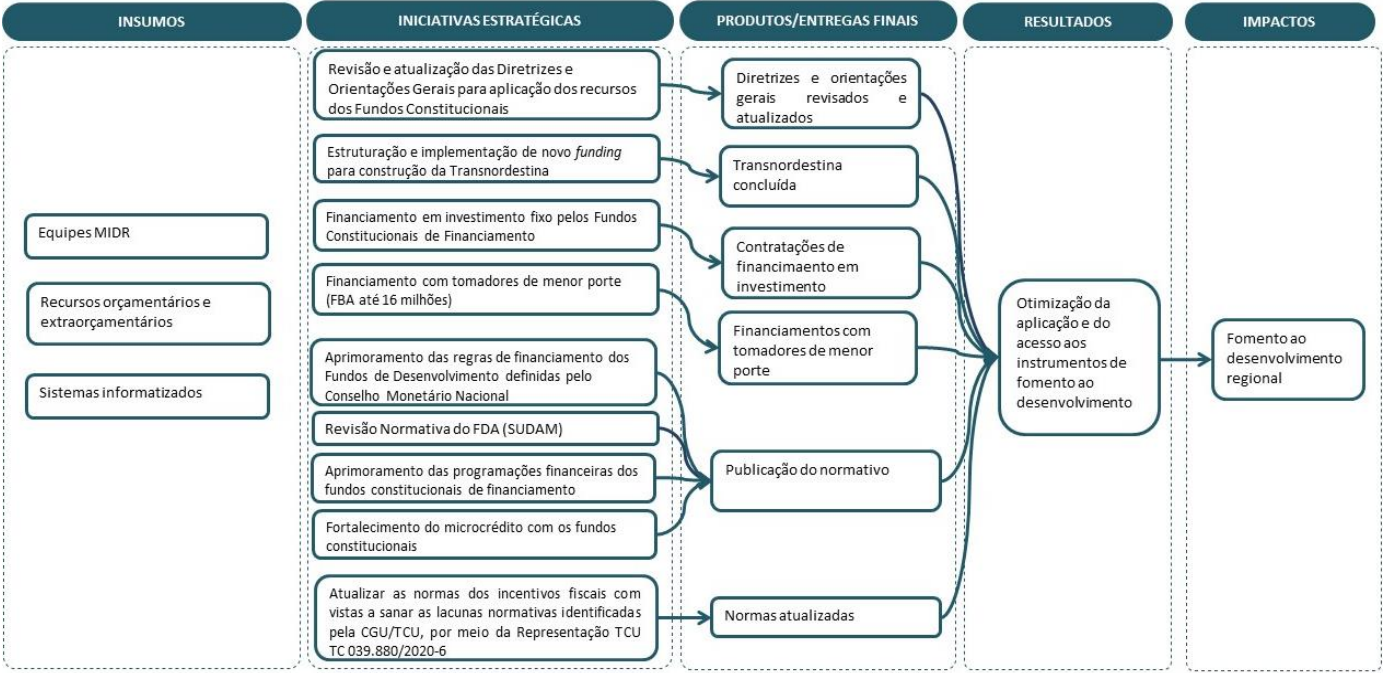 INSUMOS
INICIATIVAS ESTRATÉGICAS
PRODUTOS/ENTREGAS FINAIS
RESULTADOS
IMPACTOS
Equipes MIDR
Recursos orçamentários e
extraorçamentários
Sistemas informatizados
Revisão e atualização das Diretrizes e
Orientações Gerais para aplicação dos recursos
dos Fundos Constitucionais
Estruturação e implementação de novo funding
para construção da Transnordestina
Financiamento em investimento fixo pelos Fundos
Constitucionais de Financiamento
Financiamento com tomadores de menor porte
(FBA até 16 milhões)
Aprimoramento das regras de financiamento dos
Fundos de Desenvolvimento definidas pelo
Conselho Monetário Nacional
Revisão Normativa do FDA (SUDAM)
Aprimoramento das programações financeiras dos
fundos constitucionais de financiamento
Fortalecimento do microcrédito com os fundos
constitucionais
Atualizar as normas dos incentivos fiscais com
vistas a sanar as lacunas normativas identificadas
pela CGU/TCU, por meio da Representação TCU
TC 039.880/2020-6
Diretrizes e orientações
gerais revisados e
atualizados
Transnordestina
concluída
Contratações de
financimaento em
investimento
Financiamentos com
tomadores de menor
porte
Publicação do normativo
Normas atualizadas
Otimização da
aplicação e do
acesso aos
instrumentos de
fomento ao
desenvolvimento
Fomento ao
desenvolvimento
regional